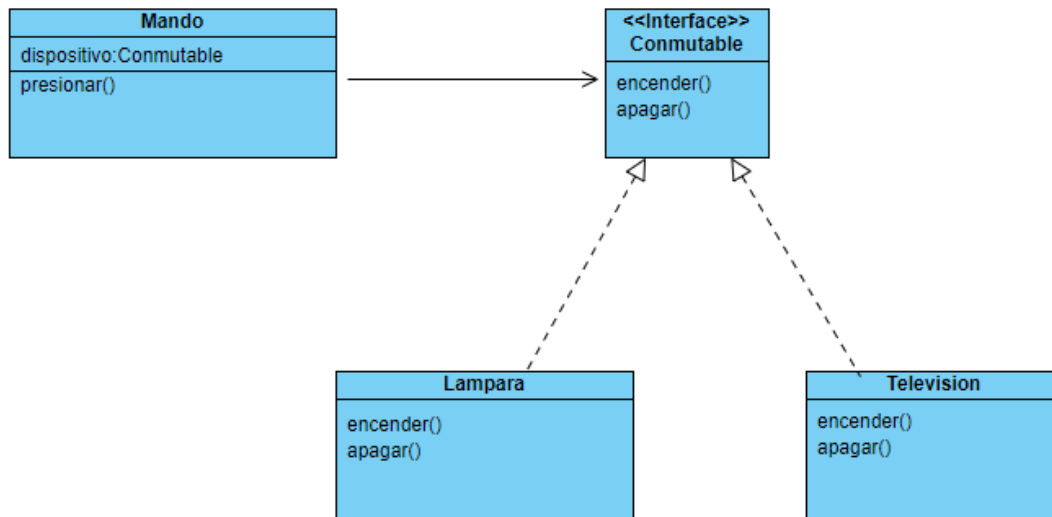 Mando
dispositivo:Conmutable
presionar()
<<Interface>>
Conmutable
encender()
apagar()
Lampara
encender()
apagar()
Television
encender()
apagar()